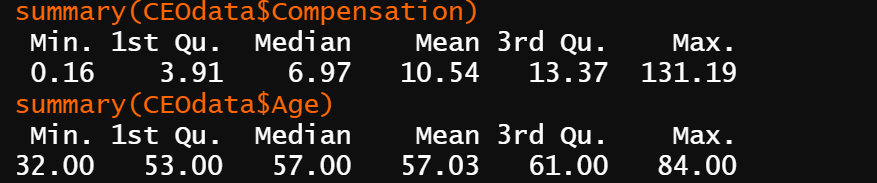 summary(CEOdata$Compensation)
Min. 1st Qu. Median Mean 3rd Qu. Max.
0.16 3.91 6.97 10.54 13.37 131.19
summary(CEOdata$Age)
Min. 1st Qu. Median Mean 3rd Qu. Max.
32.00 53.00 57.00 57.03 61.00 84.00